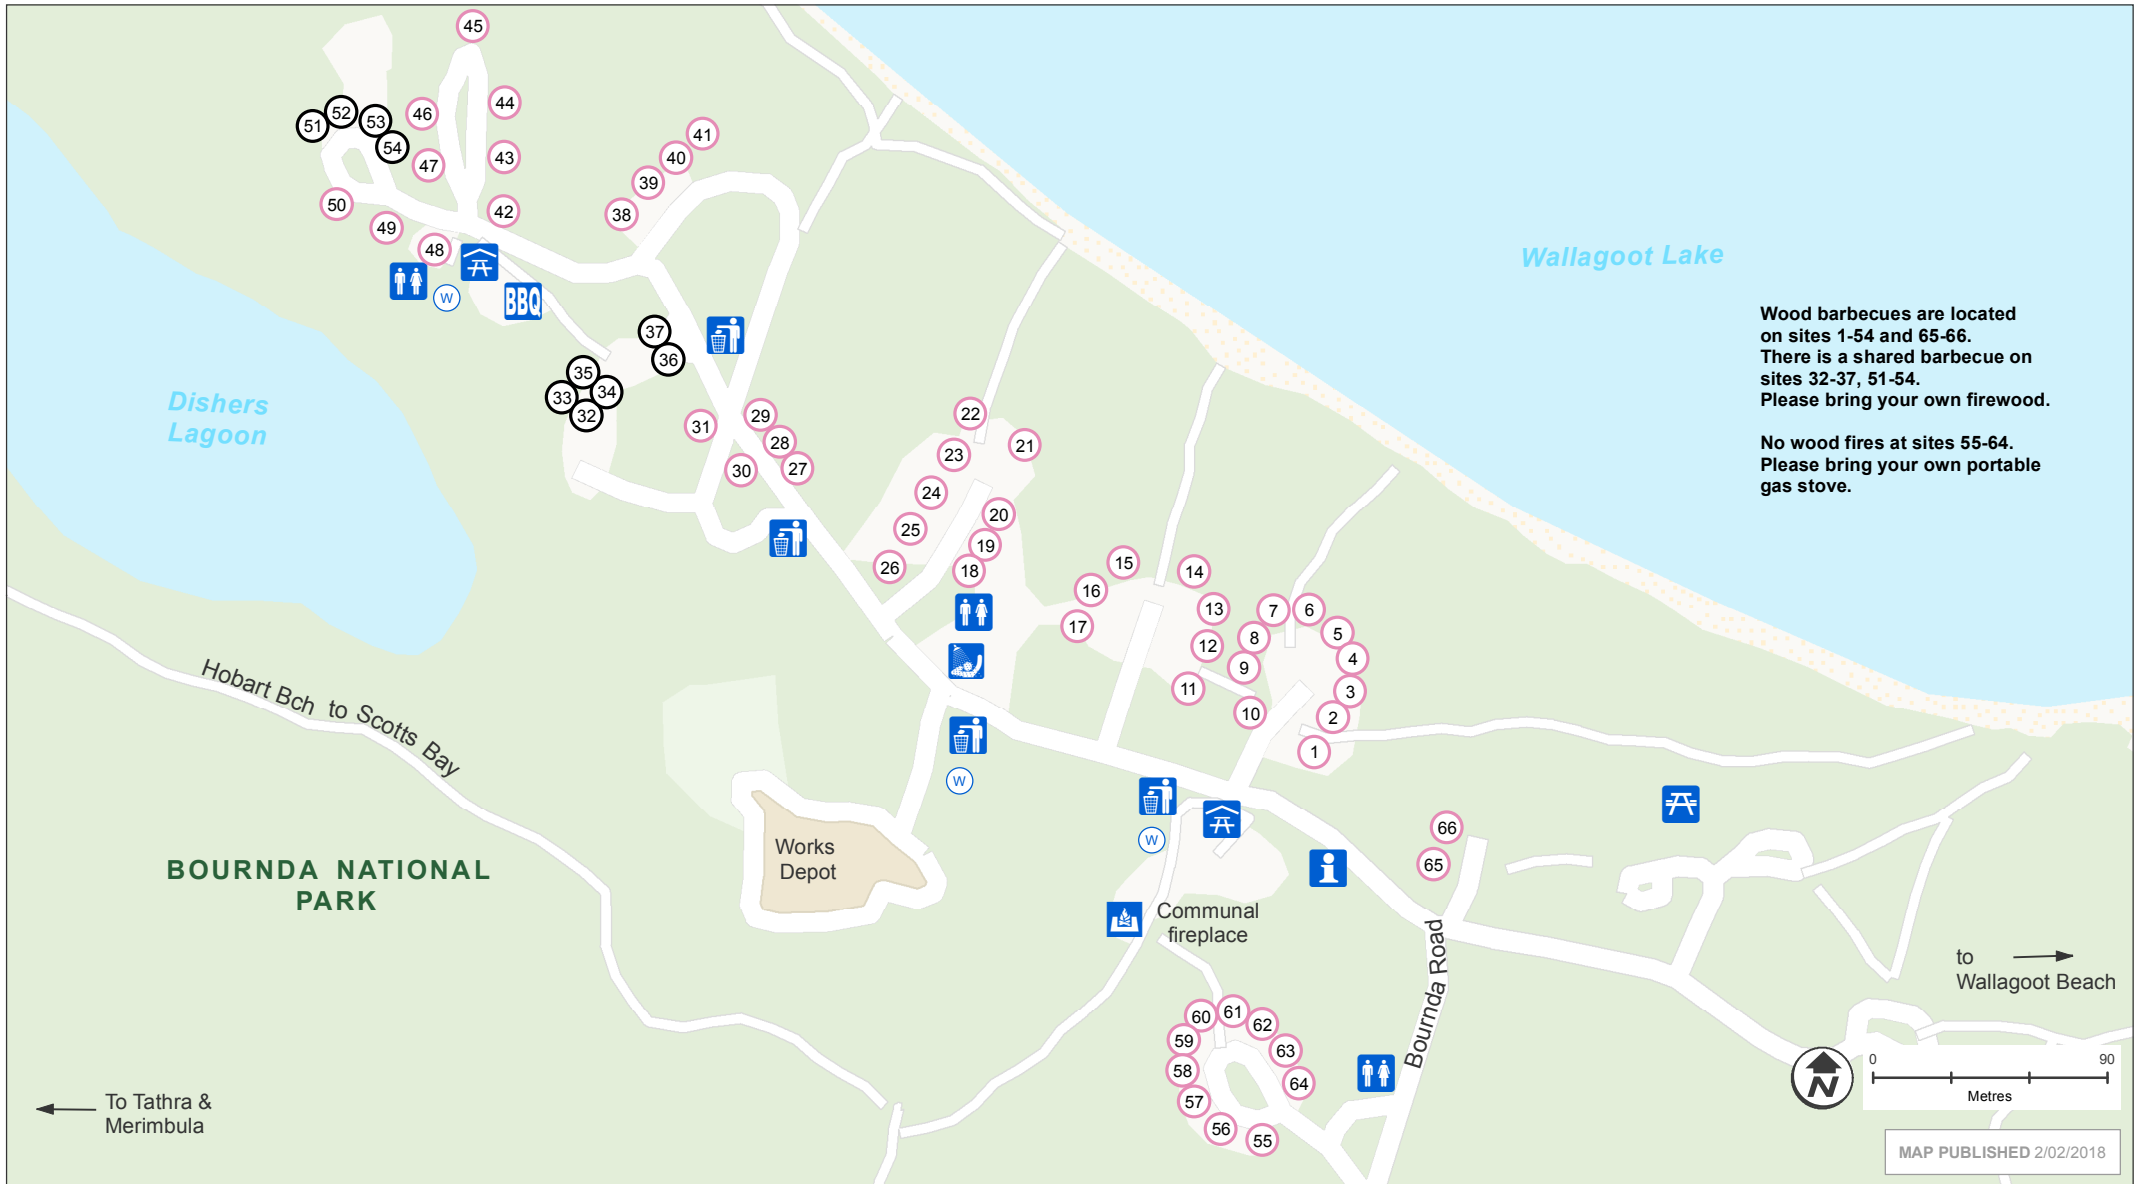 45
44
46
52
53
51
54
47
43
41
40
39
38
50
42
49
48
W
BBQ
37
36
35
34
33
32
31
29
28
30
27
22
21
23
24
25
26
20
19
18
15
16
17
14
13
12
11
7
6
8
5
9
4
3
10
2
1
Wallagoot Lake
Wood barbecues are located
on sites 1-54 and 65-66.
There is a shared barbecue on
sites 32-37, 51-54.
Please bring your own firewood.
No wood fires at sites 55-64.
Please bring your own portable
gas stove.
Dishers
Lagoon
Hobart Bch to Scotts Bay
W
W
66
65
Works
Depot
BOURNDA NATIONAL
PARK
Communal
fireplace
Bournda Road
to
Wallagoot Beach
60
61
62
59
63
58
64
57
56
55
To Tathra &
Merimbula
N
0 90
Metres
MAP PUBLISHED 2/02/2018